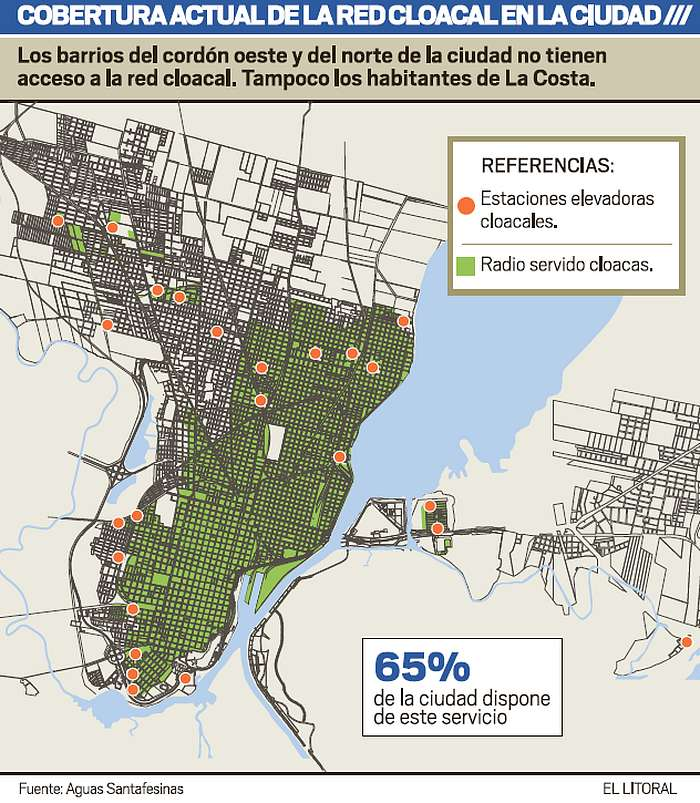 COBERTURA ACTUAL DE LA RED CLOACAL EN LA CIUDAD ///
Los barrios del cordón oeste y del norte de la ciudad no tienen
acceso a la red cloacal. Tampoco los habitantes de La Costa.
REFERENCIAS:
Estaciones elevadoras
cloacales.
Radio servido cloacas.
65%
de la ciudad dispone
de este servicio
Fuente: Aguas Santafesinas
EL LITORAL